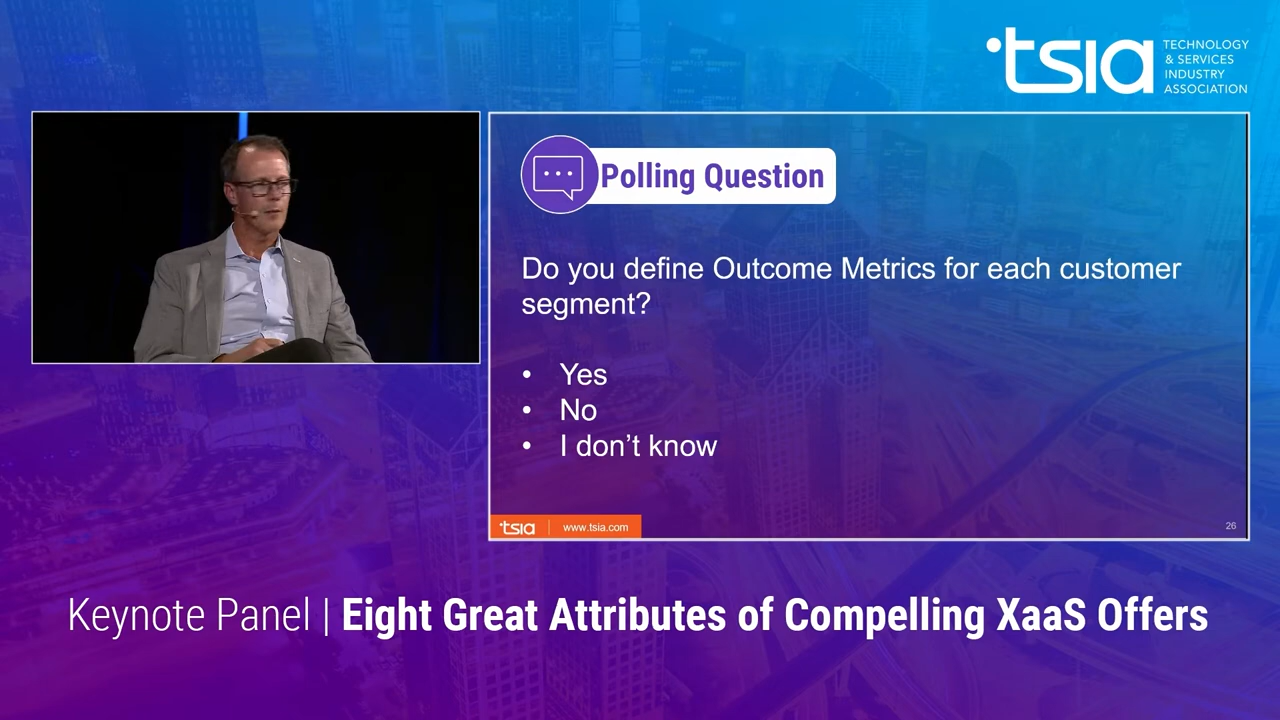 tsia
TECHNOLOGY
& SERVICES
INDUSTRY
ASSOCIATION
Polling Question
Do you define Outcome Metrics for each customer
segment?
• Yes
• No
• I don’t know
tsia | www.tsia.com
26
Keynote Panel | Eight Great Attributes of Compelling XaaS Offers